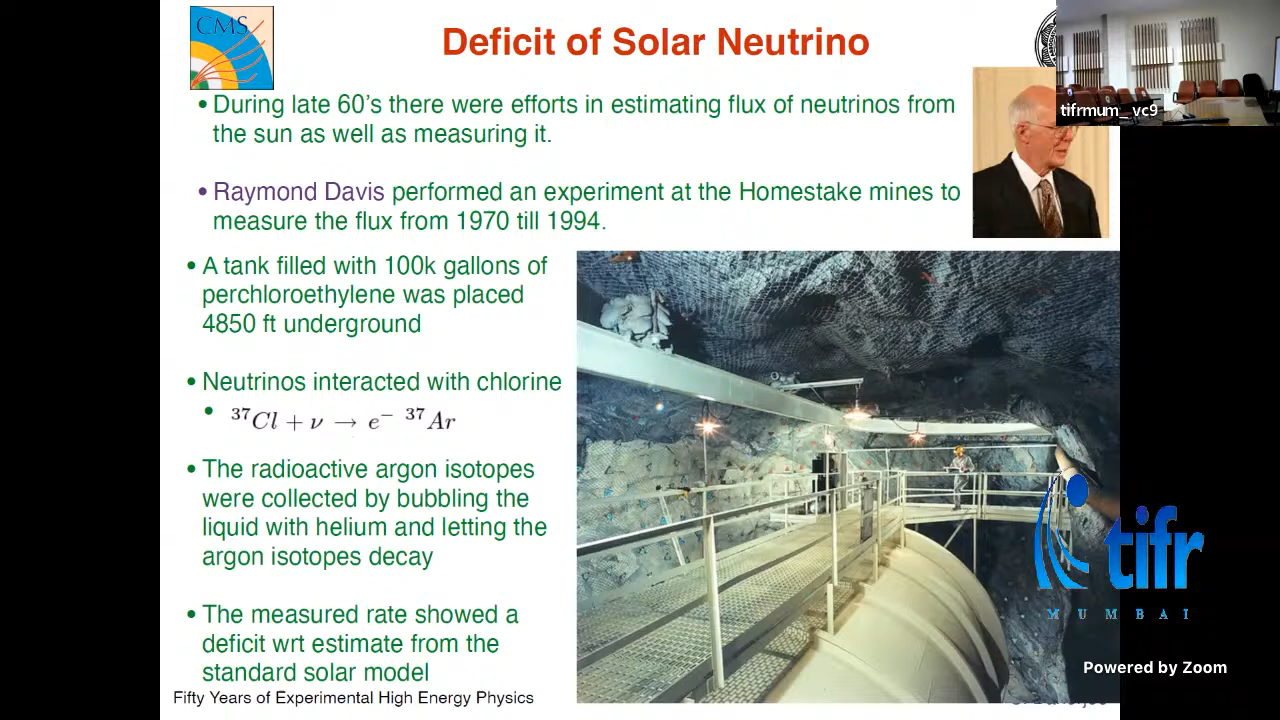 CMS
Deficit of Solar Neutrino
tifrmum_ vc9
• During late 60's there were efforts in estimating flux of neutrinos from
the sun as well as measuring it.
• Raymond Davis performed an experiment at the Homestake mines to
measure the flux from 1970 till 1994.
• A tank filled with 100k gallons of
perchloroethylene was placed
4850 ft underground
• Neutrinos interacted with chlorine
• ³⁷Cl + ν → e⁻ ³⁷Ar
• The radioactive argon isotopes
were collected by bubbling the
liquid with helium and letting the
argon isotopes decay
• The measured rate showed a
deficit wrt estimate from the
standard solar model
tifr
MUMBAI
Powered by Zoom
Fifty Years of Experimental High Energy Physics